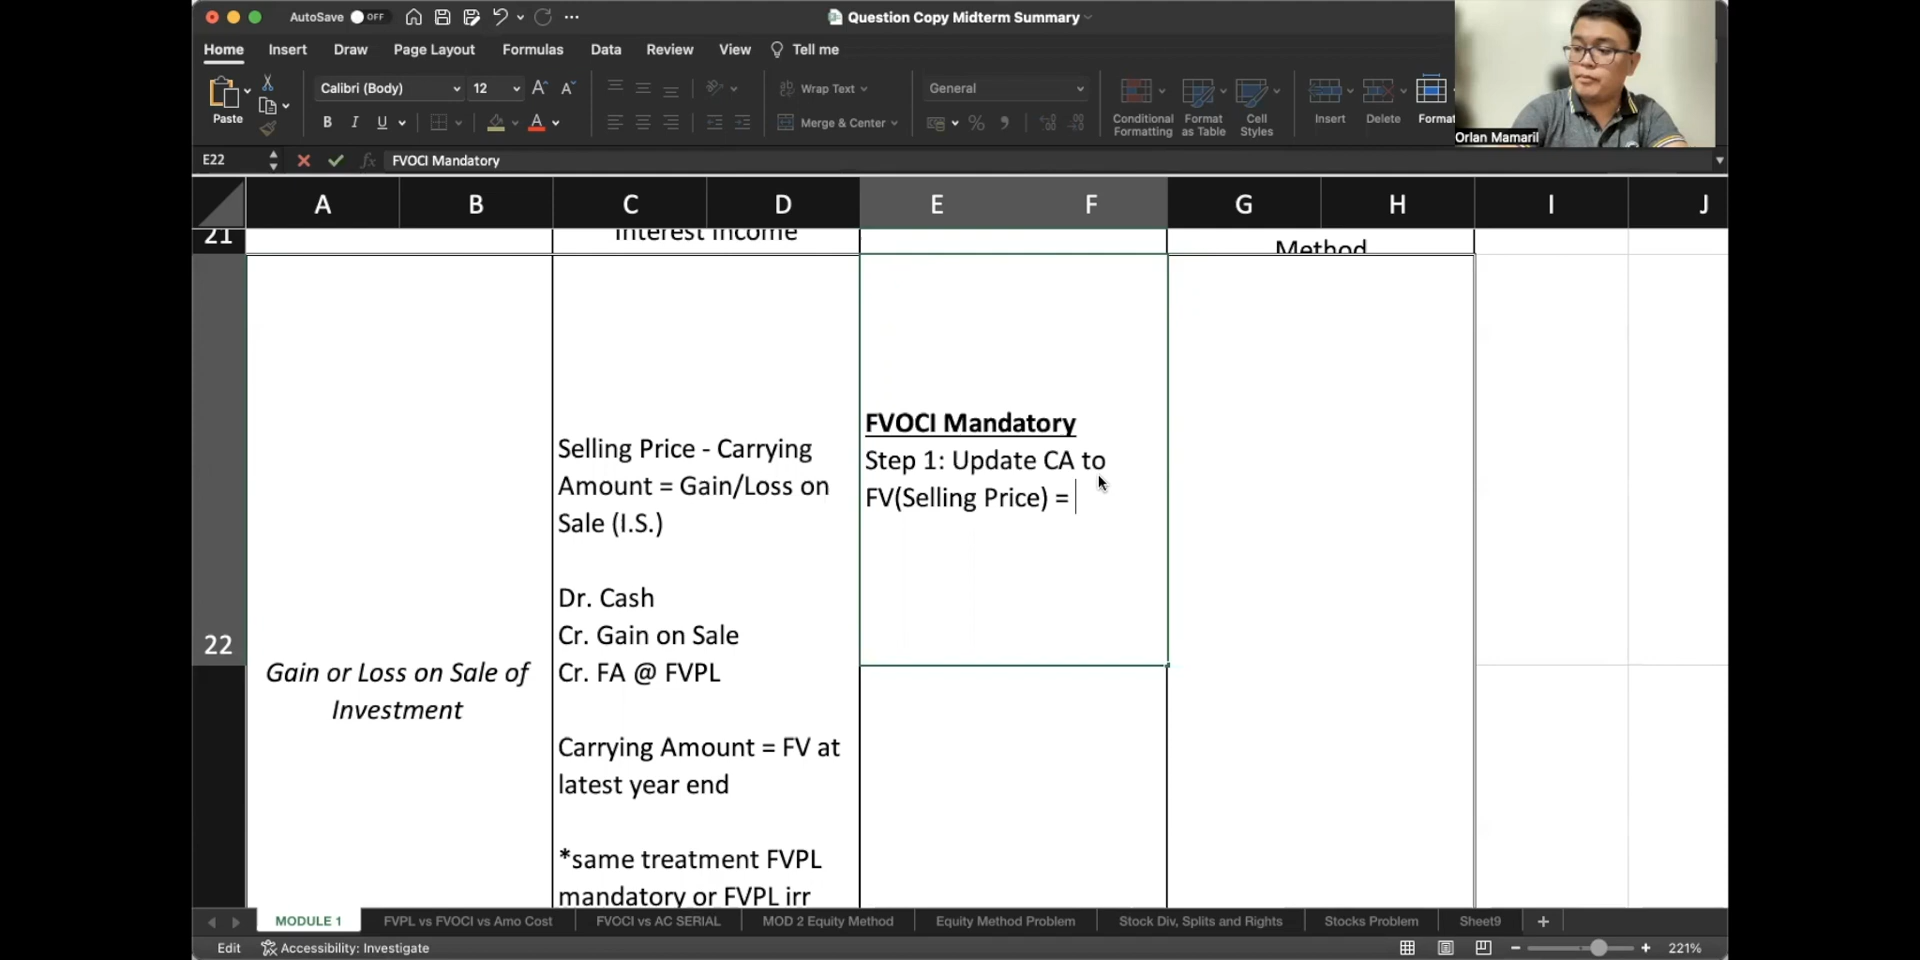 AutoSave OFF
Question Copy Midterm Summary
Home Insert Draw Page Layout Formulas Data Review View Tell me
Paste
Calibri (Body) 12
A A
B I U A
Wrap Text
Merge & Center
General
%
Conditional Formatting
Format as Table
Cell Styles
Insert
Delete
Format
Orlan Mamaril
E22 fx FVOCI Mandatory
A B C D E F G H I J
21
Interest Income
Method
22
Gain or Loss on Sale of
Investment
Selling Price - Carrying
Amount = Gain/Loss on
Sale (I.S.)
Dr. Cash
Cr. Gain on Sale
Cr. FA @ FVPL
Carrying Amount = FV at
latest year end
*same treatment FVPL
mandatory or FVPL irr
FVOCI Mandatory
Step 1: Update CA to
FV(Selling Price) =
MODULE 1
FVPL vs FVOCI vs Amo Cost
FVOCI vs AC SERIAL
MOD 2 Equity Method
Equity Method Problem
Stock Div, Splits and Rights
Stocks Problem
Sheet9
+
Edit
Accessibility: Investigate
221%